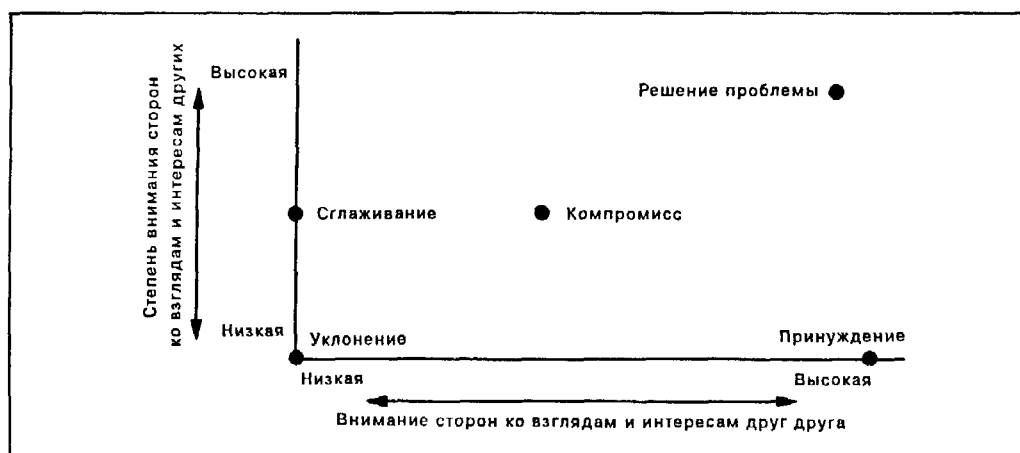 Степень внимания сторон
ко взглядам и интересам других
Высокая
Решение проблемы
Сглаживание
Компромисс
Низкая
Уклонение
Принуждение
Низкая
Высокая
Внимание сторон ко взглядам и интересам друг друга